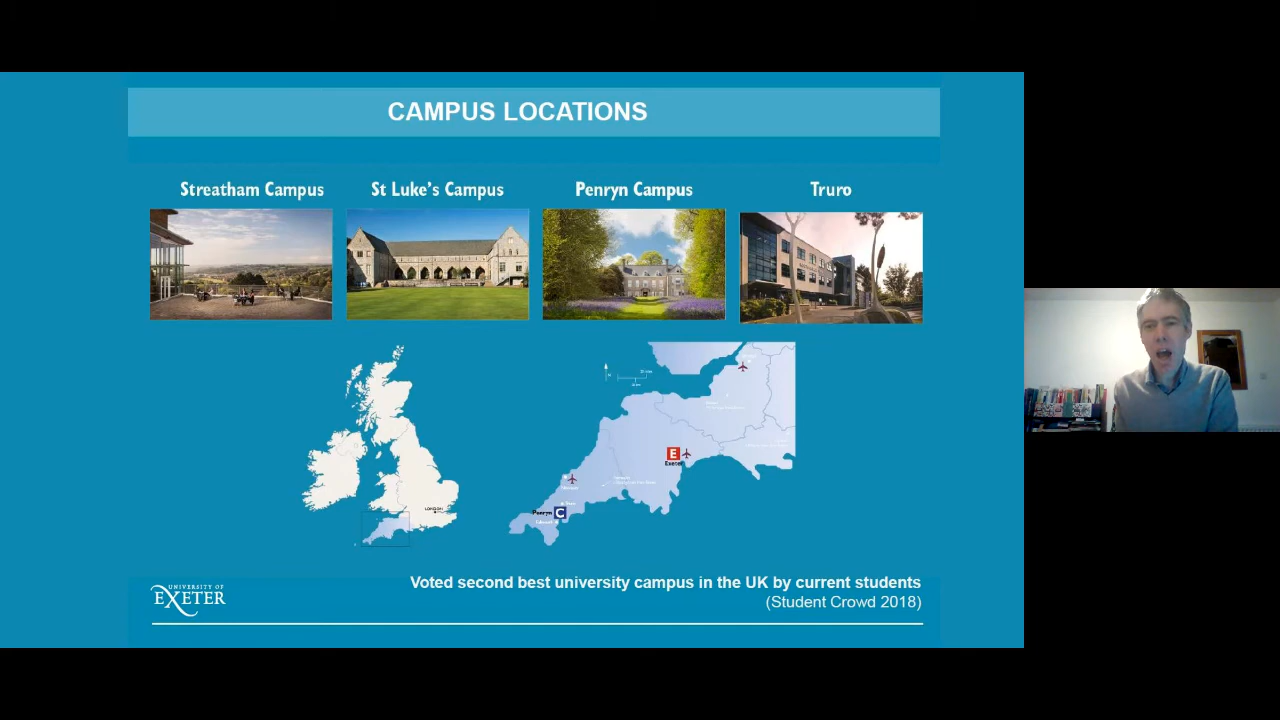 CAMPUS LOCATIONS
Streatham Campus
St Luke's Campus
Penryn Campus
Truro
LONDON
E
Exeter
Penryn C
UNIVERSITY OF
EXETER
Voted second best university campus in the UK by current students
(Student Crowd 2018)